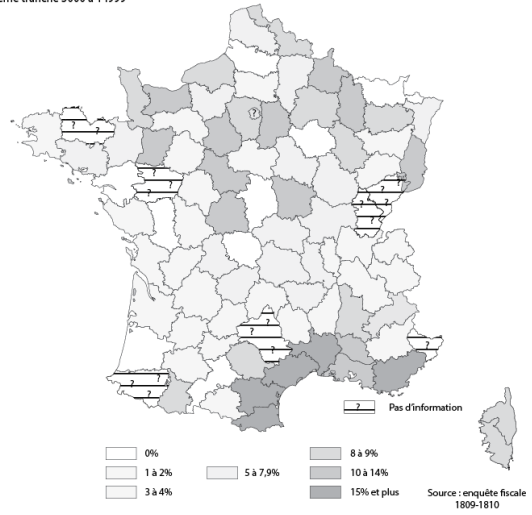 tranche 5000 à 14999
?
? ?
?
?
?
?
? ?
?
?
?
?
?
?
? ?
?
? Pas d'information
0% 8 à 9%
1 à 2% 5 à 7,9% 10 à 14%
3 à 4% 15% et plus
Source : enquête fiscale
1809-1810